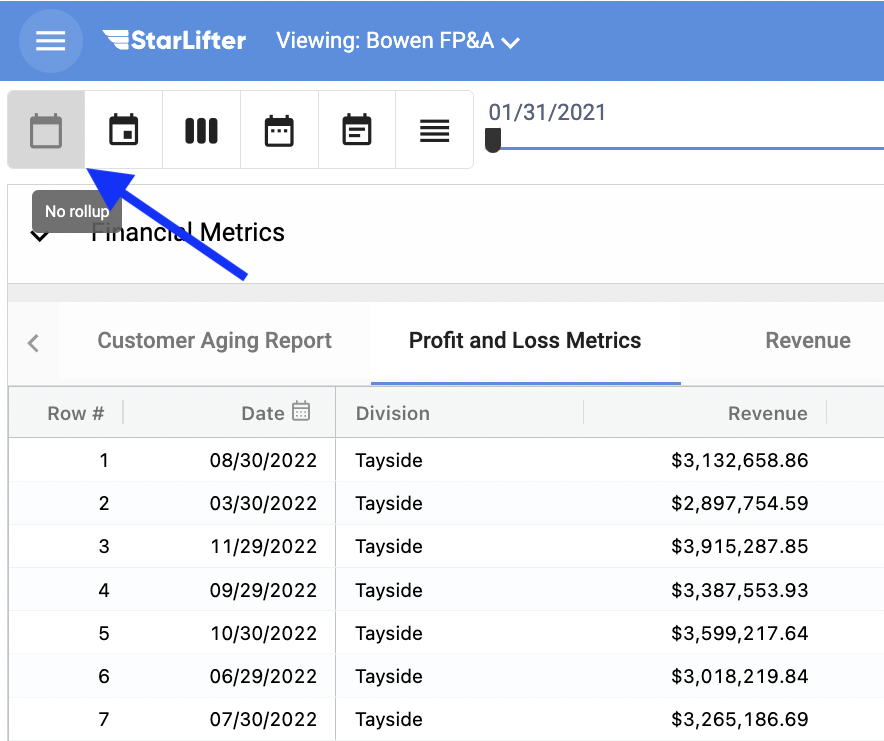 StarLifter Viewing: Bowen FP&A
01/31/2021
No rollup
Financial Metrics
Customer Aging Report Profit and Loss Metrics Revenue
Row # Date Division Revenue
1 08/30/2022 Tayside $3,132,658.86
2 03/30/2022 Tayside $2,897,754.59
3 11/29/2022 Tayside $3,915,287.85
4 09/29/2022 Tayside $3,387,553.93
5 10/30/2022 Tayside $3,599,217.64
6 06/29/2022 Tayside $3,018,219.84
7 07/30/2022 Tayside $3,265,186.69